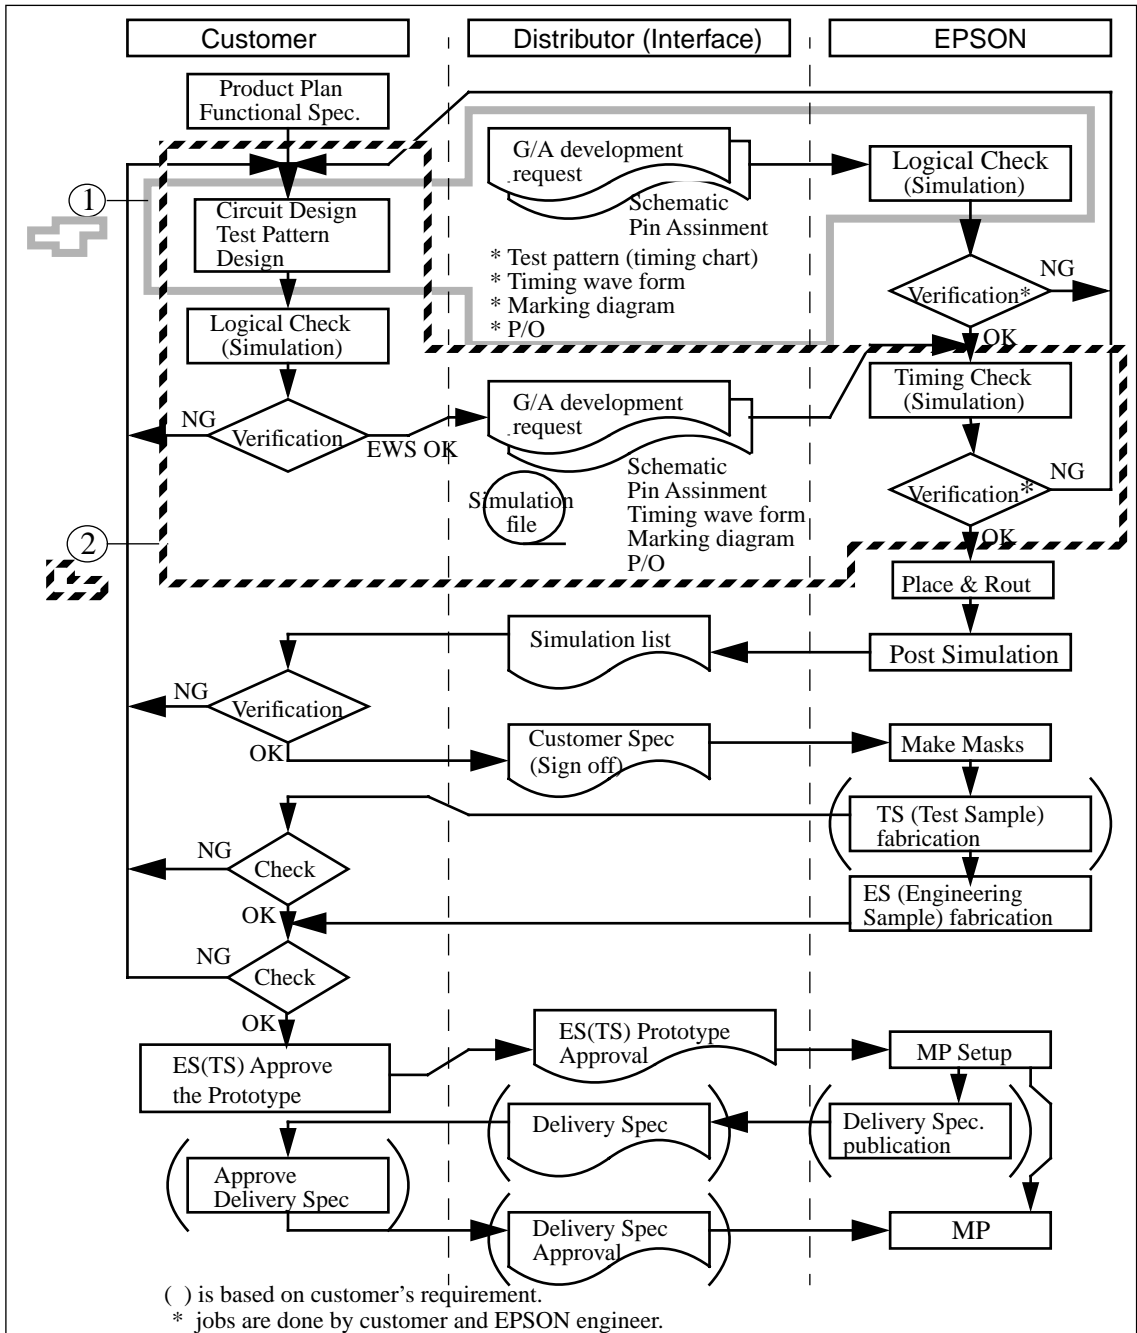 Customer
Distributor (Interface)
EPSON
Product Plan
Functional Spec.
G/A development
request
Schematic
Pin Assinment
* Test pattern (timing chart)
* Timing wave form
* Marking diagram
* P/O
Logical Check
(Simulation)
1
Circuit Design
Test Pattern
Design
NG
Verification*
OK
Logical Check
(Simulation)
Timing Check
(Simulation)
NG
Verification
EWS OK
G/A development
request
Schematic
Pin Assinment
Timing wave form
Marking diagram
P/O
Simulation
file
NG
Verification*
OK
2
Place & Rout
Simulation list
Post Simulation
NG
Verification
OK
Customer Spec
(Sign off)
Make Masks
TS (Test Sample)
fabrication
NG
Check
OK
ES (Engineering
Sample) fabrication
NG
Check
OK
ES(TS) Approve
the Prototype
ES(TS) Prototype
Approval
MP Setup
Delivery Spec
Delivery Spec.
publication
Approve
Delivery Spec
Delivery Spec
Approval
MP
( ) is based on customer's requirement.
* jobs are done by customer and EPSON engineer.